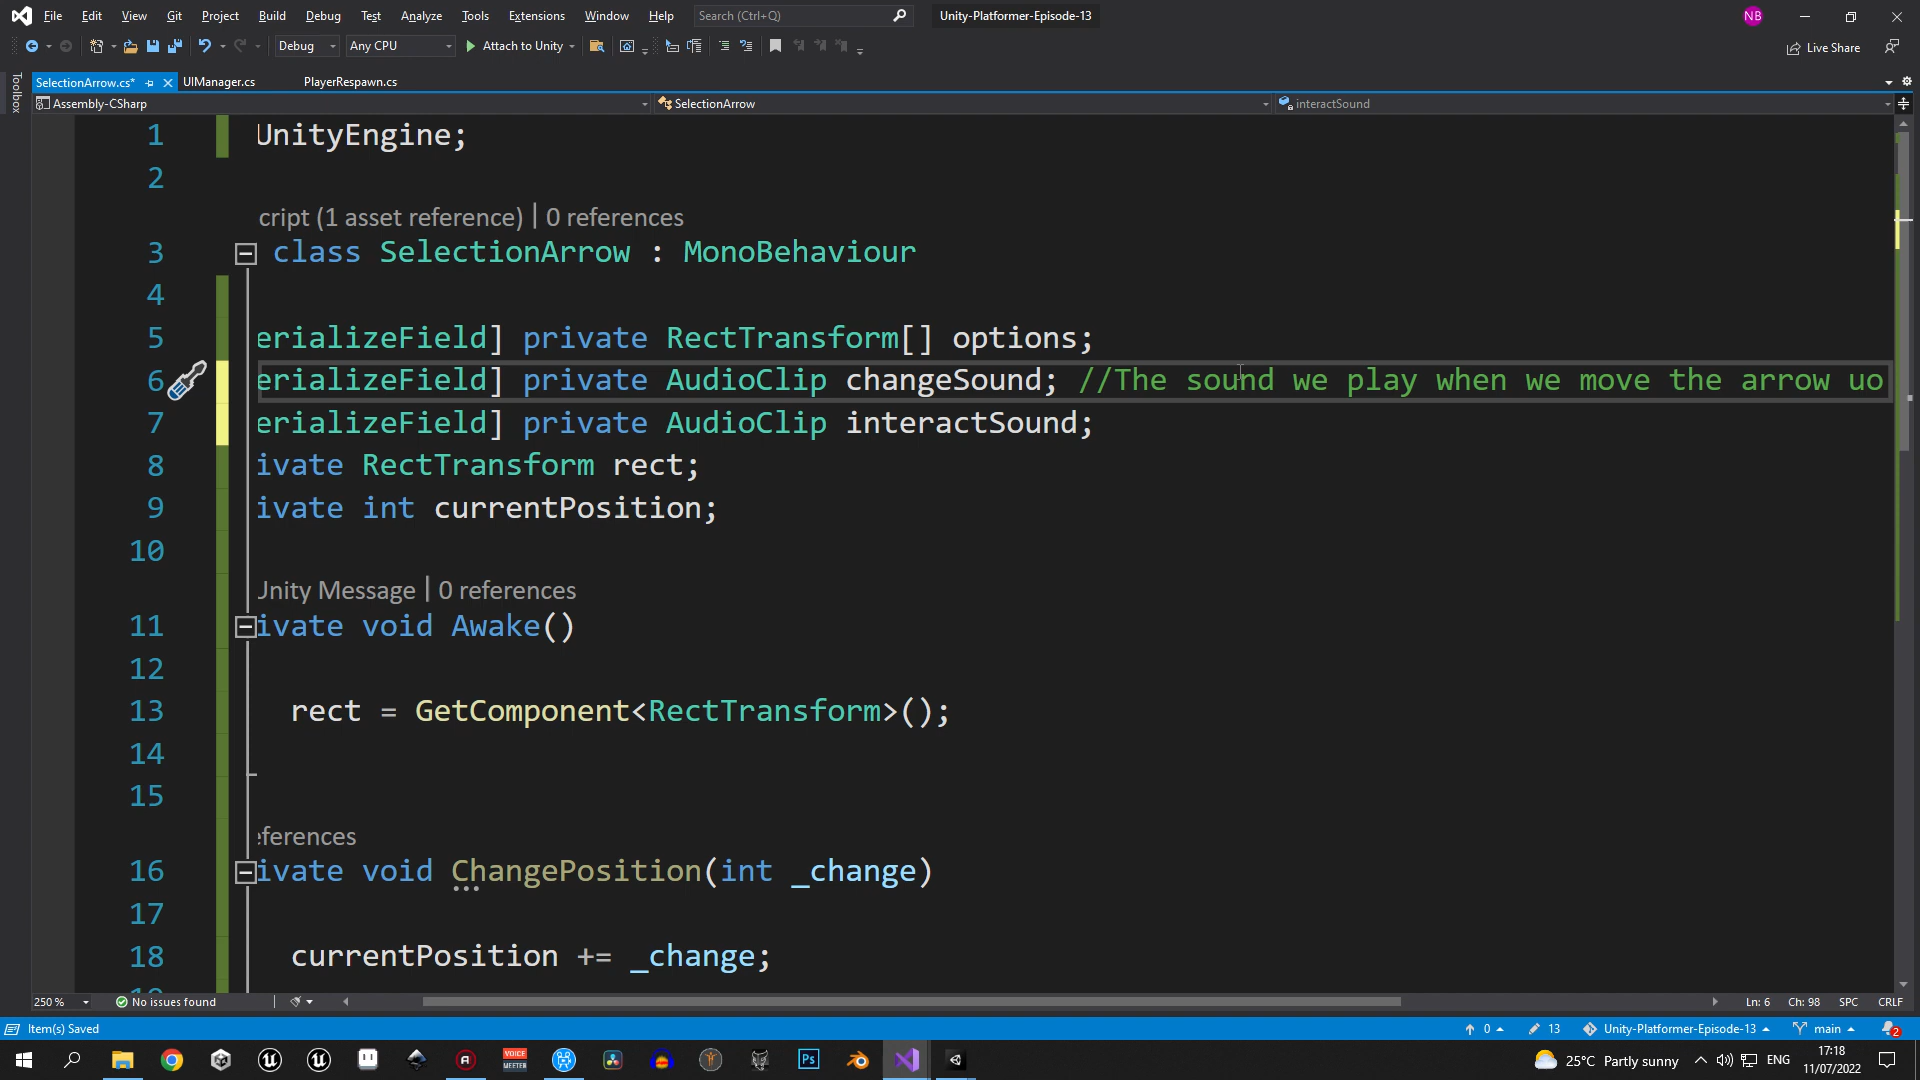 File Edit View Git Project Build Debug Test Analyze Tools Extensions Window Help Search (Ctrl+Q) Unity-Platformer-Episode-13 NB
Debug Any CPU Attach to Unity Live Share
Toolbox
SelectionArrow.cs* UIManager.cs PlayerRespawn.cs
Assembly-CSharp SelectionArrow interactSound
1 UnityEngine;
2
cript (1 asset reference) | 0 references
3 class SelectionArrow : MonoBehaviour
4
5 erializeField] private RectTransform[] options;
6 erializeField] private AudioClip changeSound; //The sound we play when we move the arrow uo
7 erializeField] private AudioClip interactSound;
8 ivate RectTransform rect;
9 ivate int currentPosition;
10
Unity Message | 0 references
11 ivate void Awake()
12
13 rect = GetComponent<RectTransform>();
14
15
eferences
16 ivate void ChangePosition(int _change)
17
18 currentPosition += _change;
250 % No issues found Ln: 6 Ch: 98 SPC CRLF
Item(s) Saved 0 13 Unity-Platformer-Episode-13 main 2
VOICE MEETER Ps 25°C Partly sunny ENG 17:18
11/07/2022